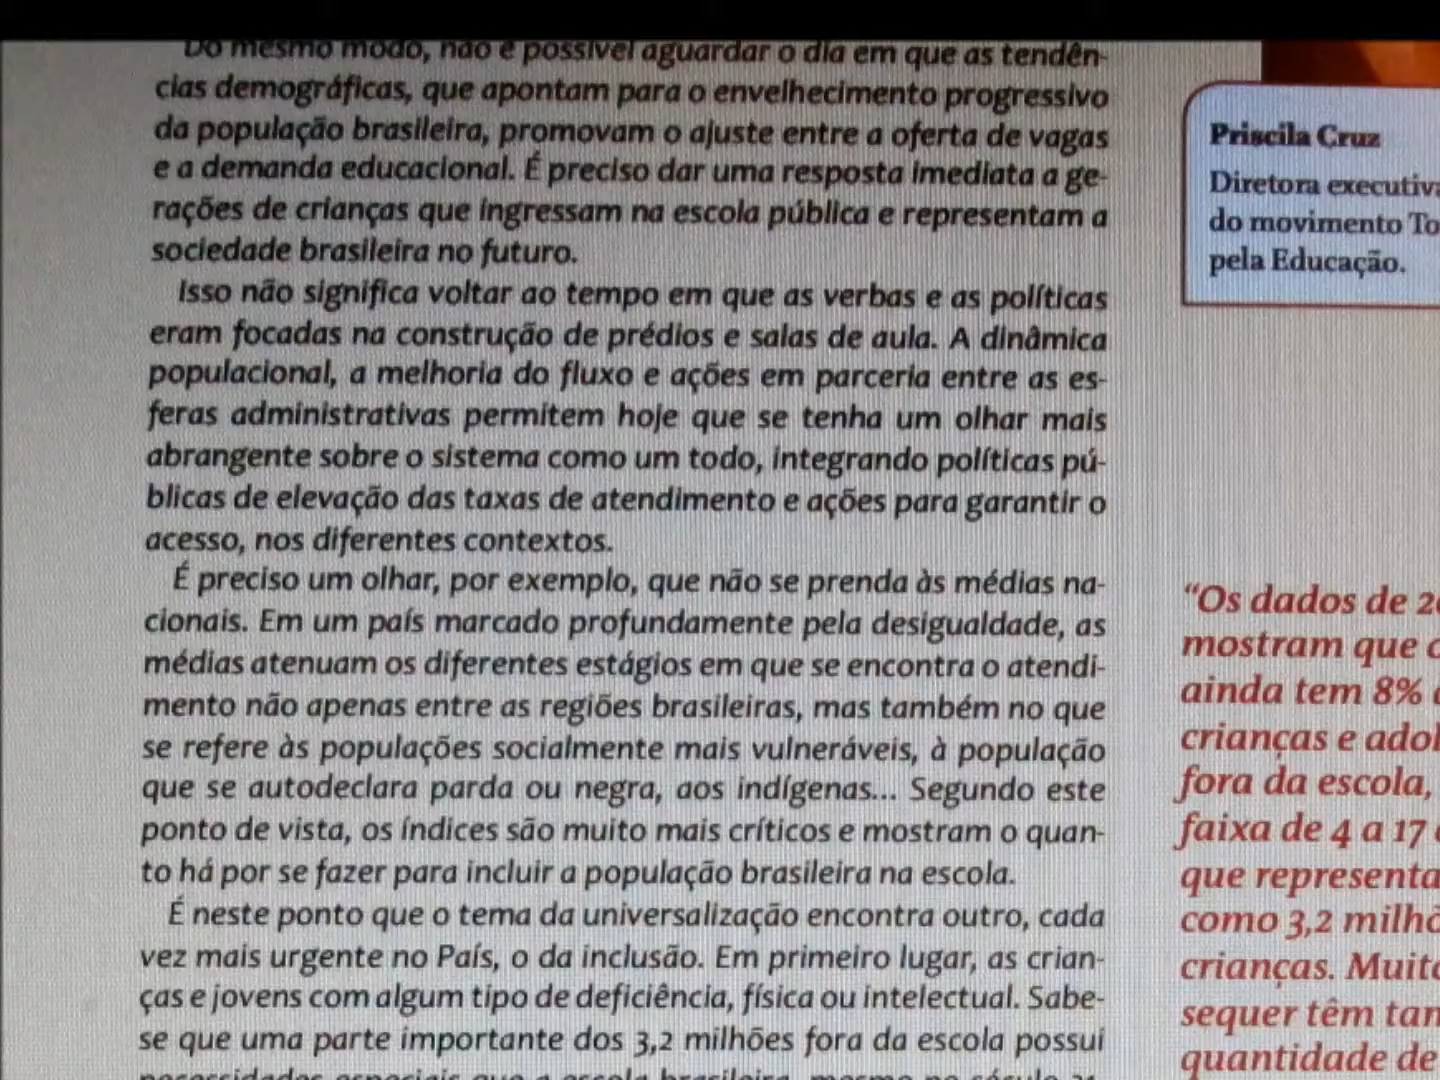 Do mesmo modo, não é possível aguardar o dia em que as tendên-
cias demográficas, que apontam para o envelhecimento progressivo
da população brasileira, promovam o ajuste entre a oferta de vagas
e a demanda educacional. É preciso dar uma resposta imediata a ge-
rações de crianças que ingressam na escola pública e representam a
sociedade brasileira no futuro.
Isso não significa voltar ao tempo em que as verbas e as políticas
eram focadas na construção de prédios e salas de aula. A dinâmica
populacional, a melhoria do fluxo e ações em parceria entre as es-
feras administrativas permitem hoje que se tenha um olhar mais
abrangente sobre o sistema como um todo, integrando políticas pú-
blicas de elevação das taxas de atendimento e ações para garantir o
acesso, nos diferentes contextos.
É preciso um olhar, por exemplo, que não se prenda às médias na-
cionais. Em um país marcado profundamente pela desigualdade, as
médias atenuam os diferentes estágios em que se encontra o atendi-
mento não apenas entre as regiões brasileiras, mas também no que
se refere às populações socialmente mais vulneráveis, à população
que se autodeclara parda ou negra, aos indígenas... Segundo este
ponto de vista, os índices são muito mais críticos e mostram o quan-
to há por se fazer para incluir a população brasileira na escola.
É neste ponto que o tema da universalização encontra outro, cada
vez mais urgente no País, o da inclusão. Em primeiro lugar, as crian-
ças e jovens com algum tipo de deficiência, física ou intelectual. Sabe-
se que uma parte importante dos 3,2 milhões fora da escola possui
Priscila Cruz
Diretora executiva
do movimento To
pela Educação.
“Os dados de 20
mostram que
ainda tem 8%
crianças e adol
fora da escola,
faixa de 4 a 17
que representa
como 3,2 milhõ
crianças. Muito
sequer têm tan
quantidade de